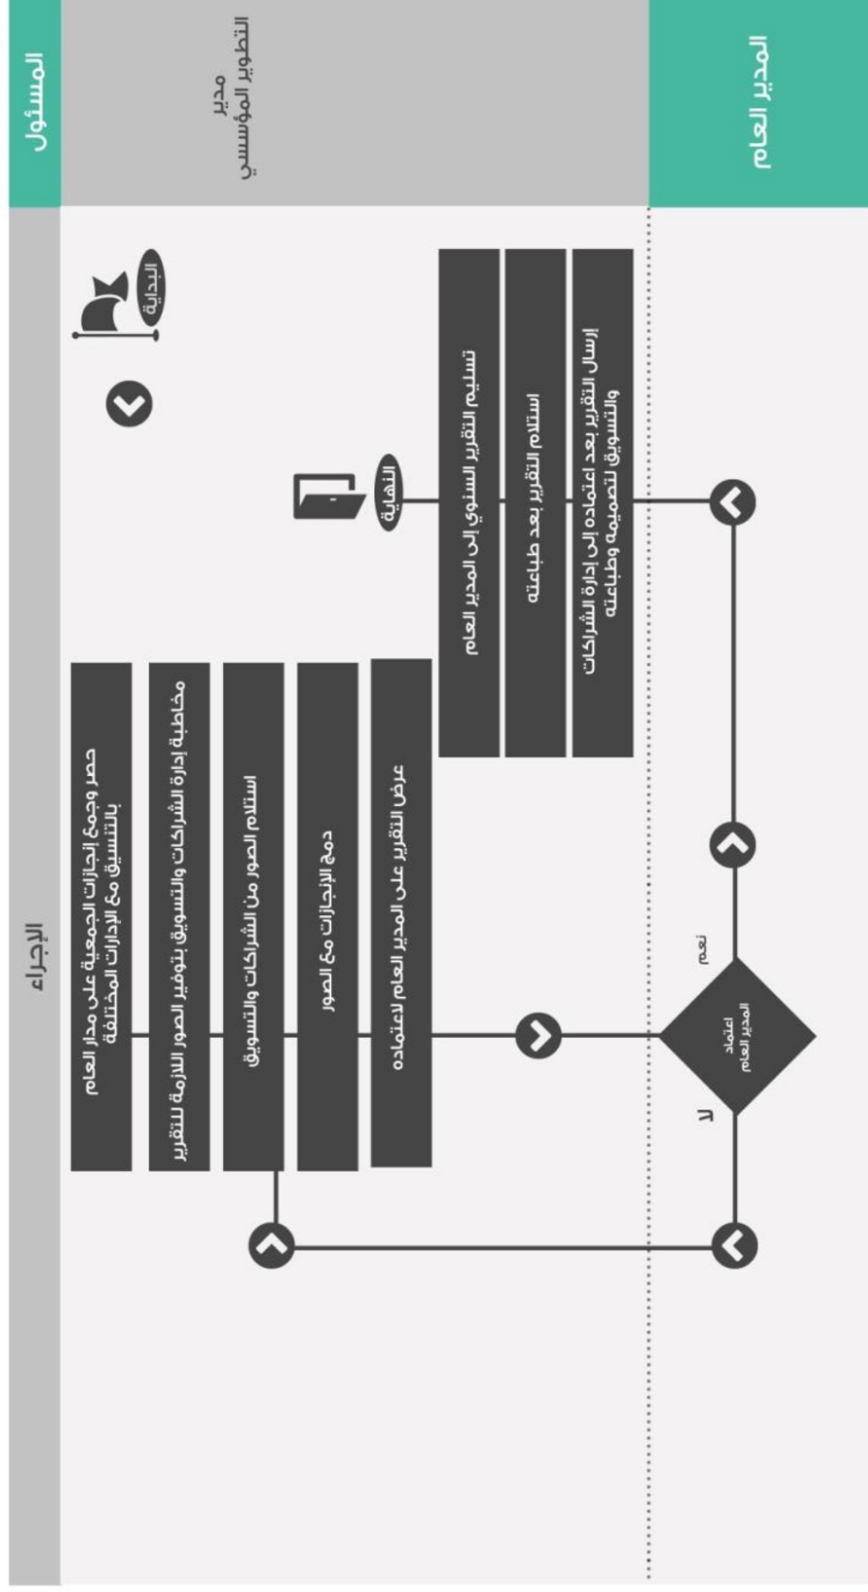 المسئول
الإجراء
مدير
التطوير المؤسسي
البداية
حصر وجمع إنجازات الجمعية على مدار العام
بالتنسيق مع الإدارات المختلفة
مخاطبة إدارة الشراكات والتسويق بتوفير الصور اللازمة للتقرير
استلام الصور من الشراكات والتسويق
دمج الإنجازات مع الصور
عرض التقرير على المدير العام لاعتماده
المدير العام
اعتماد
المدير العام
لا
نعم
إرسال التقرير بعد اعتماده إلى إدارة الشراكات
والتسويق لتصميمه وطباعته
استلام التقرير بعد طباعته
تسليم التقرير السنوي إلى المدير العام
النهاية